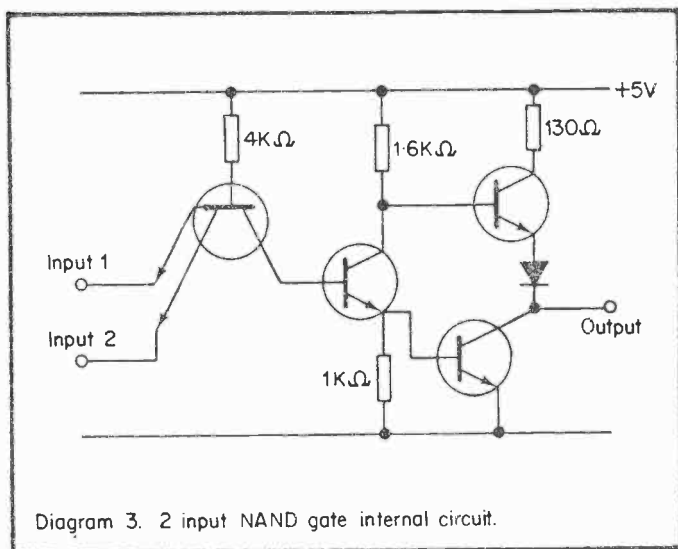 +5V
4KΩ
1·6KΩ
130Ω
Input 1
Input 2
Output
1KΩ
Diagram 3. 2 input NAND gate internal circuit.